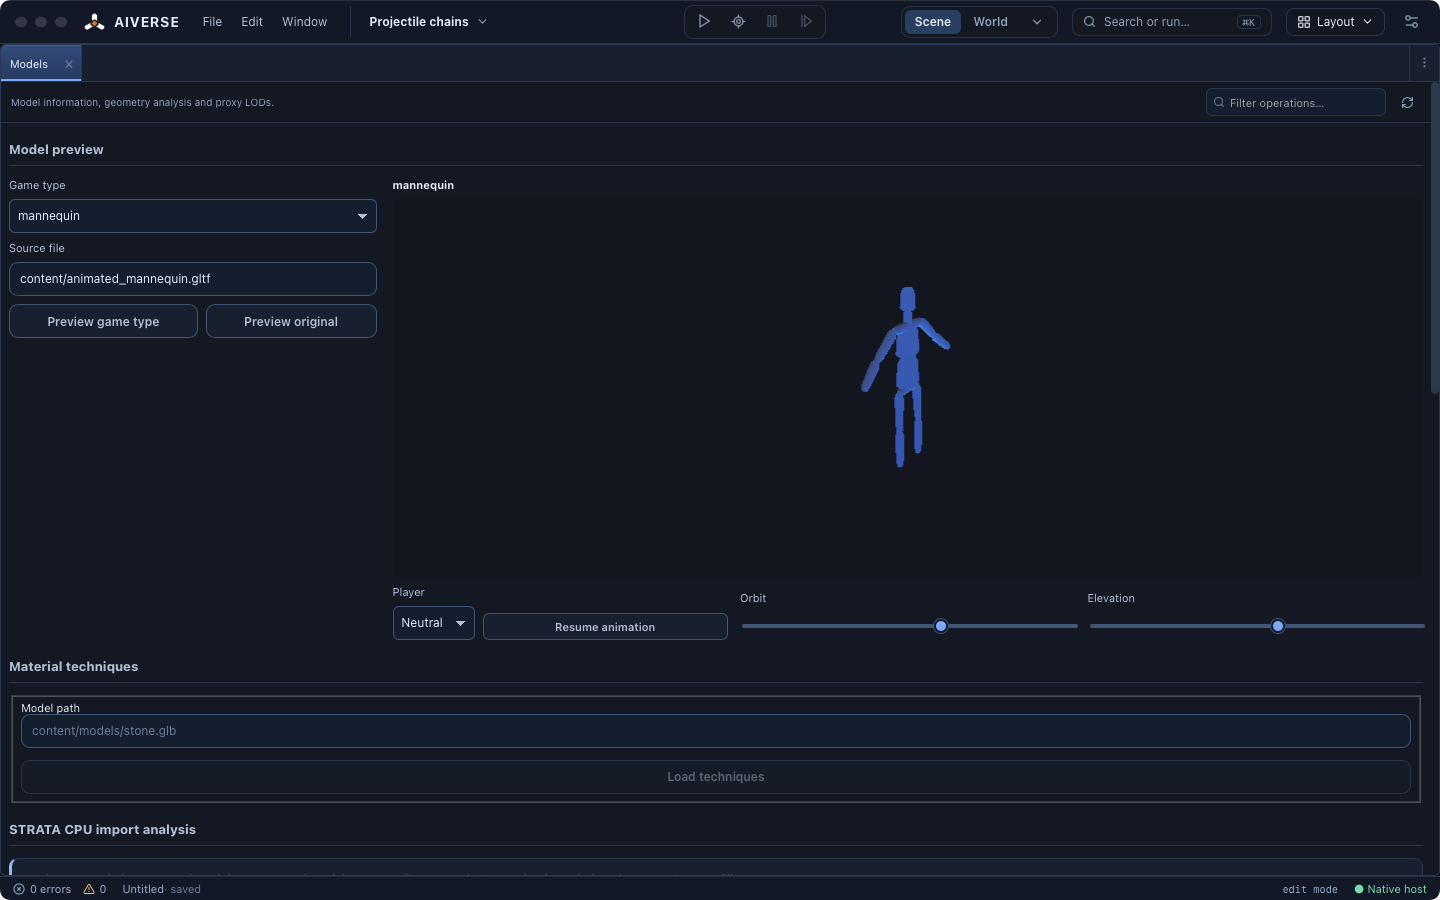 AIVERSE File Edit Window Projectile chains Scene World Search or run... ⌘K Layout
Models
Model information, geometry analysis and proxy LODs.
Filter operations...
Model preview
Game type
mannequin
mannequin
Source file
content/animated_mannequin.gltf
Preview game type Preview original
Player
Orbit
Elevation
Neutral
Resume animation
Material techniques
Model path
content/models/stone.glb
Load techniques
STRATA CPU import analysis
0 errors 0 Untitled · saved edit mode Native host